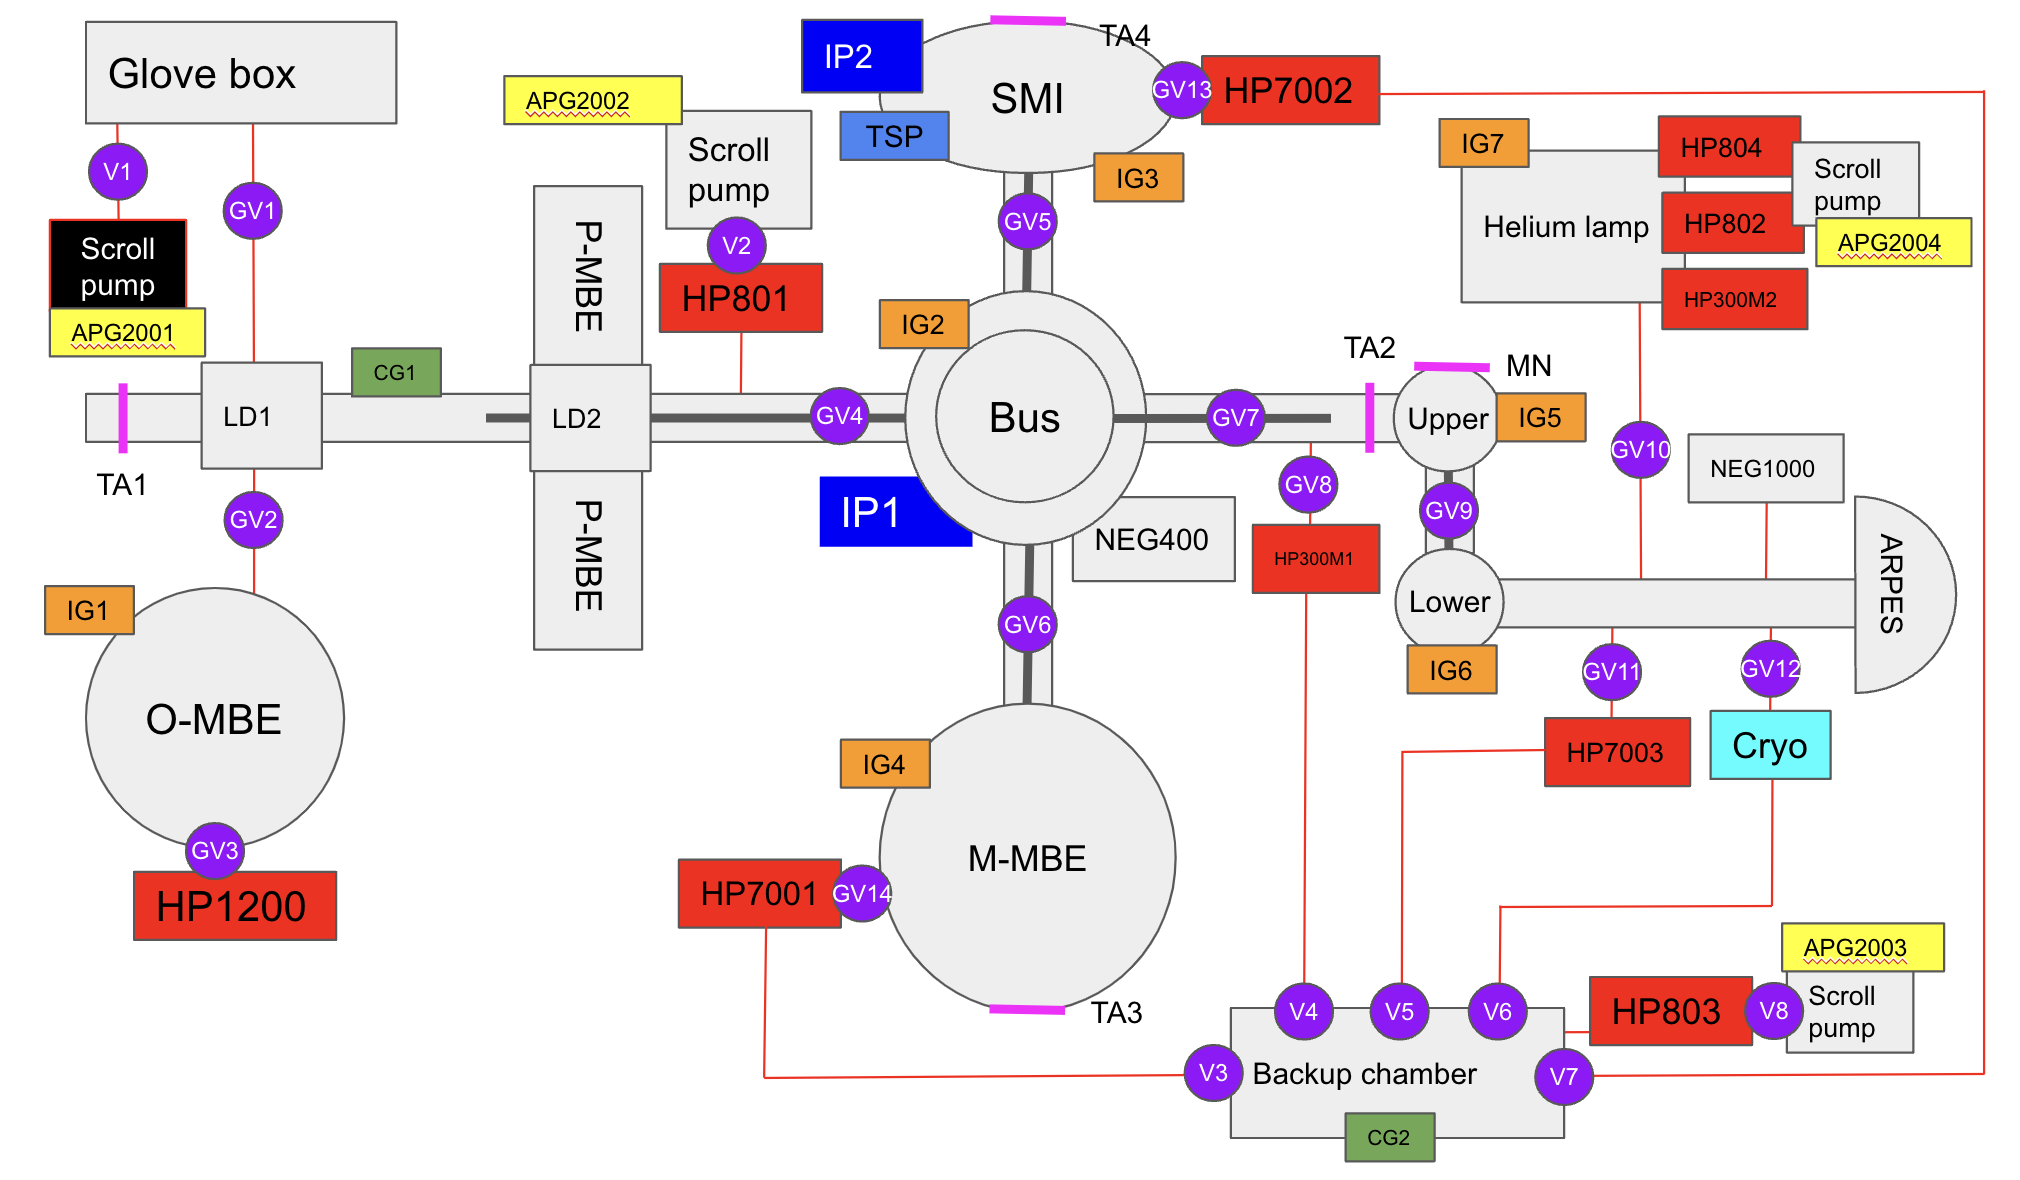 Glove box
V1
GV1
Scroll
pump
APG2001
TA1
LD1
CG1
GV2
IG1
O-MBE
GV3
HP1200
APG2002
Scroll
pump
V2
HP801
P-MBE
LD2
P-MBE
GV4
IP2
TSP
SMI
TA4
GV13
HP7002
IG3
GV5
IG2
Bus
IP1
NEG400
GV6
IG4
M-MBE
HP7001
GV14
TA3
GV7
TA2
MN
Upper
IG5
GV8
HP300M1
GV9
Lower
IG6
IG7
Helium lamp
HP804
HP802
HP300M2
Scroll
pump
APG2004
GV10
NEG1000
ARPES
GV11
GV12
HP7003
Cryo
V4
V5
V6
V3
Backup chamber
V7
CG2
HP803
V8
APG2003
Scroll
pump